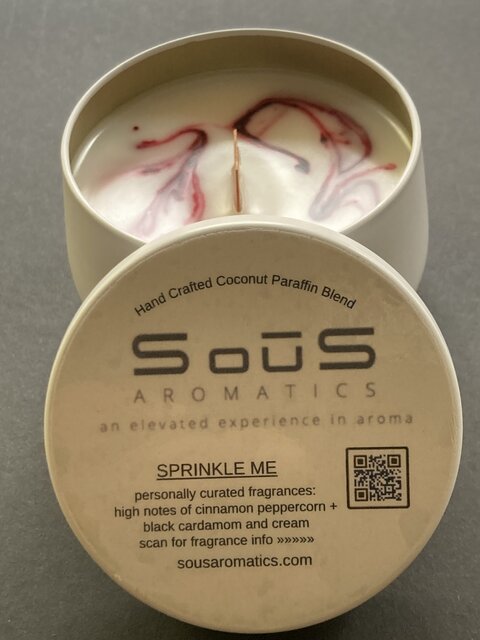 Hand Crafted Coconut Paraffin Blend
SoūS
AROMATICS
an elevated experience in aroma
SPRINKLE ME
personally curated fragrances:
high notes of cinnamon peppercorn +
black cardamom and cream
scan for fragrance info »»»»»
sousaromatics.com